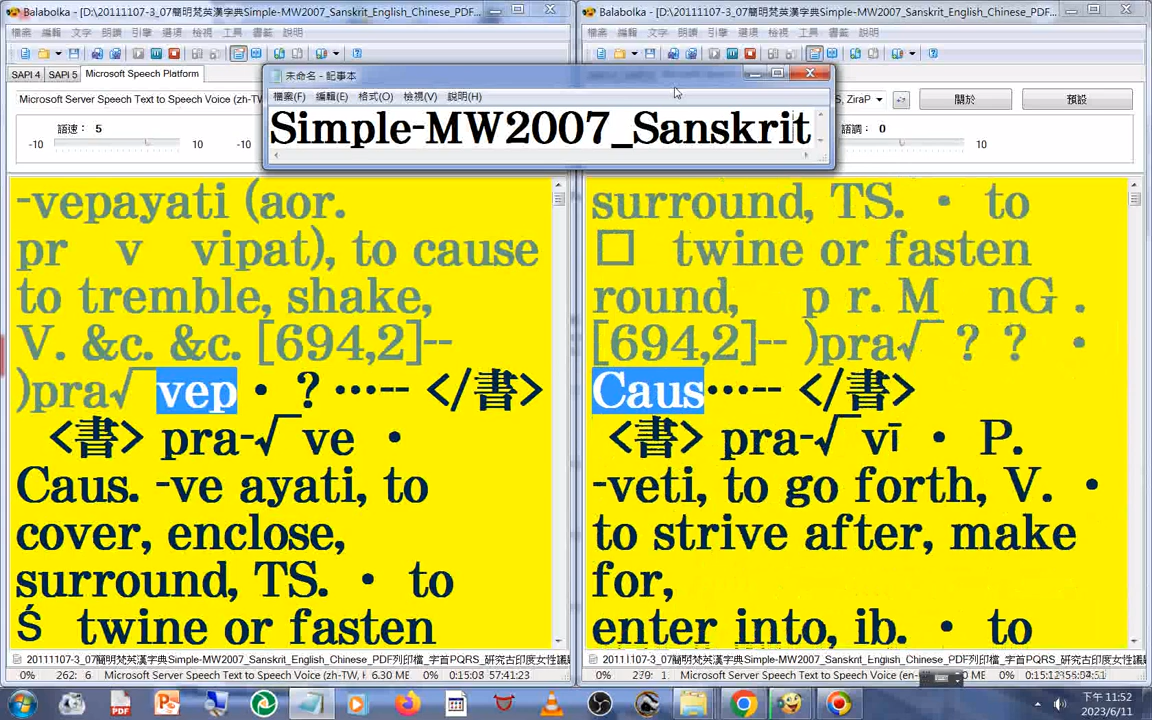 Balabolka - [D:\20111107-3_07簡明梵英漢字典Simple-MW2007_Sanskrit_English_Chinese_PDF...
檔案 編輯 文字 朗讀 引擎 選項 檢視 工具 書籤 說明
SAPI 4 SAPI 5 Microsoft Speech Platform
Microsoft Server Speech Text to Speech Voice (zh-TW,
語速： 5
-10 10 -10
-vepayati (aor.
pr v vipat), to cause
to tremble, shake,
V. &c. &c. [694,2]--
)pra√ vep • ? …-- </書>
<書> pra-√ ve •
Caus. -ve ayati, to
cover, enclose,
surround, TS. • to
Ś twine or fasten
20111107-3_07簡明梵英漢字典Simple-MW2007_Sanskrit_English_Chinese_PDF列印檔_字首PQRS_研究古印度女性議
0% 262: 6 6.30 MB 0% 0:15:08 57:41:23 Microsoft Server Speech Text to Speech Voice (zh-TW,
未命名 - 記事本
檔案(F) 編輯(E) 格式(O) 檢視(V) 說明(H)
Simple-MW2007_Sanskrit
Balabolka - [D:\20111107-3_07簡明梵英漢字典Simple-MW2007_Sanskrit_English_Chinese_PDF...
檔案 編輯 文字 朗讀 引擎 選項 檢視 工具 書籤 說明
S, ZiraP 關於 預設
語調： 0
10
surround, TS. • to
□ twine or fasten
round, p r. M nG .
[694,2]-- )pra√ ? ? •
Caus…-- </書>
<書> pra-√ vī • P.
-veti, to go forth, V. •
to strive after, make
for,
enter into, ib. • to
20111107-3_07簡明梵英漢字典Simple-MW2007_Sanskrit_English_Chinese_PDF列印檔_字首PQRS_研究古印度女性議題
0% 279: 1 Microsoft Server Speech Text to Speech Voice (en-
下午 11:52
2023/6/11